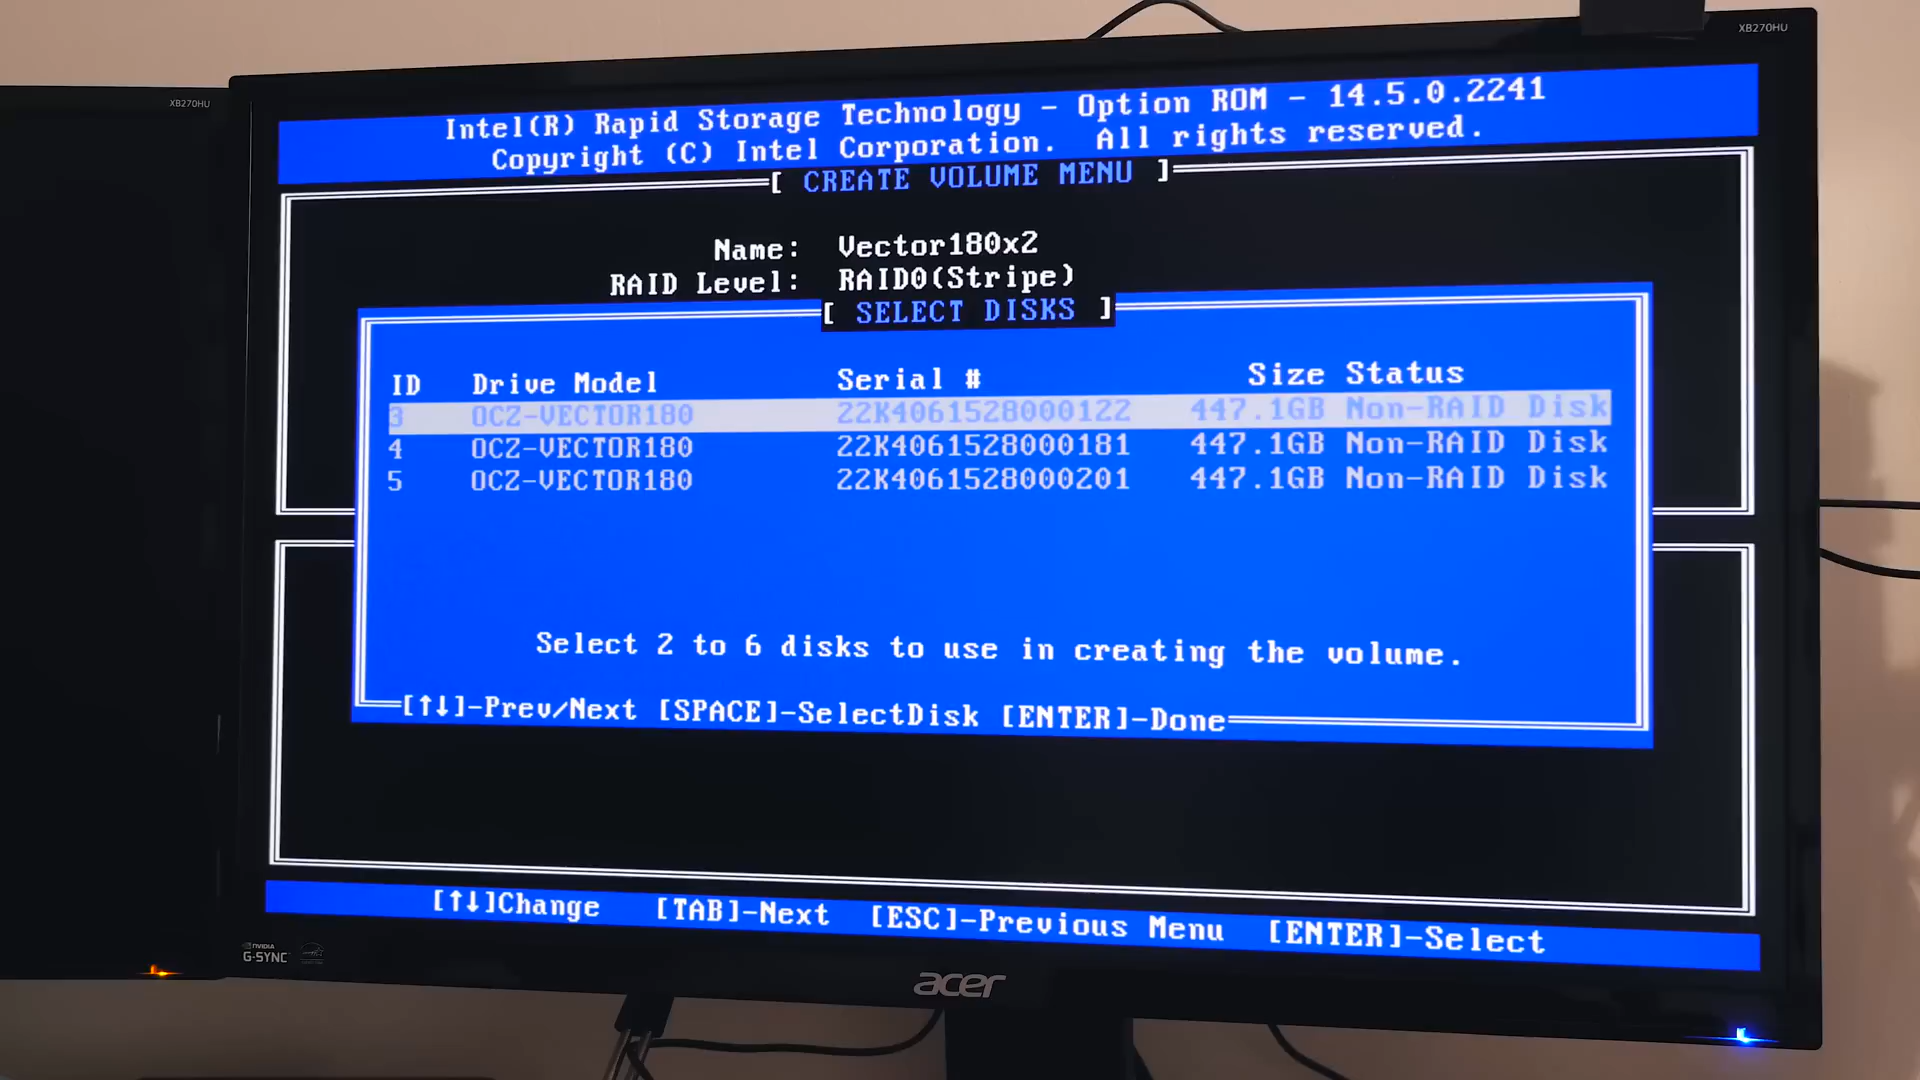 XB270HU
XB270HU
Intel(R) Rapid Storage Technology - Option ROM - 14.5.0.2241
Copyright (C) Intel Corporation. All rights reserved.
[ CREATE VOLUME MENU ]
Name: Vector180x2
RAID Level: RAID0(Stripe)
[ SELECT DISKS ]
ID Drive Model Serial # Size Status
3 OCZ-VECTOR180 22K4061528000122 447.1GB Non-RAID Disk
4 OCZ-VECTOR180 22K4061528000181 447.1GB Non-RAID Disk
5 OCZ-VECTOR180 22K4061528000201 447.1GB Non-RAID Disk
Select 2 to 6 disks to use in creating the volume.
[↑↓]-Prev/Next [SPACE]-SelectDisk [ENTER]-Done
[↑↓]Change [TAB]-Next [ESC]-Previous Menu [ENTER]-Select
NVIDIA
G-SYNC
acer